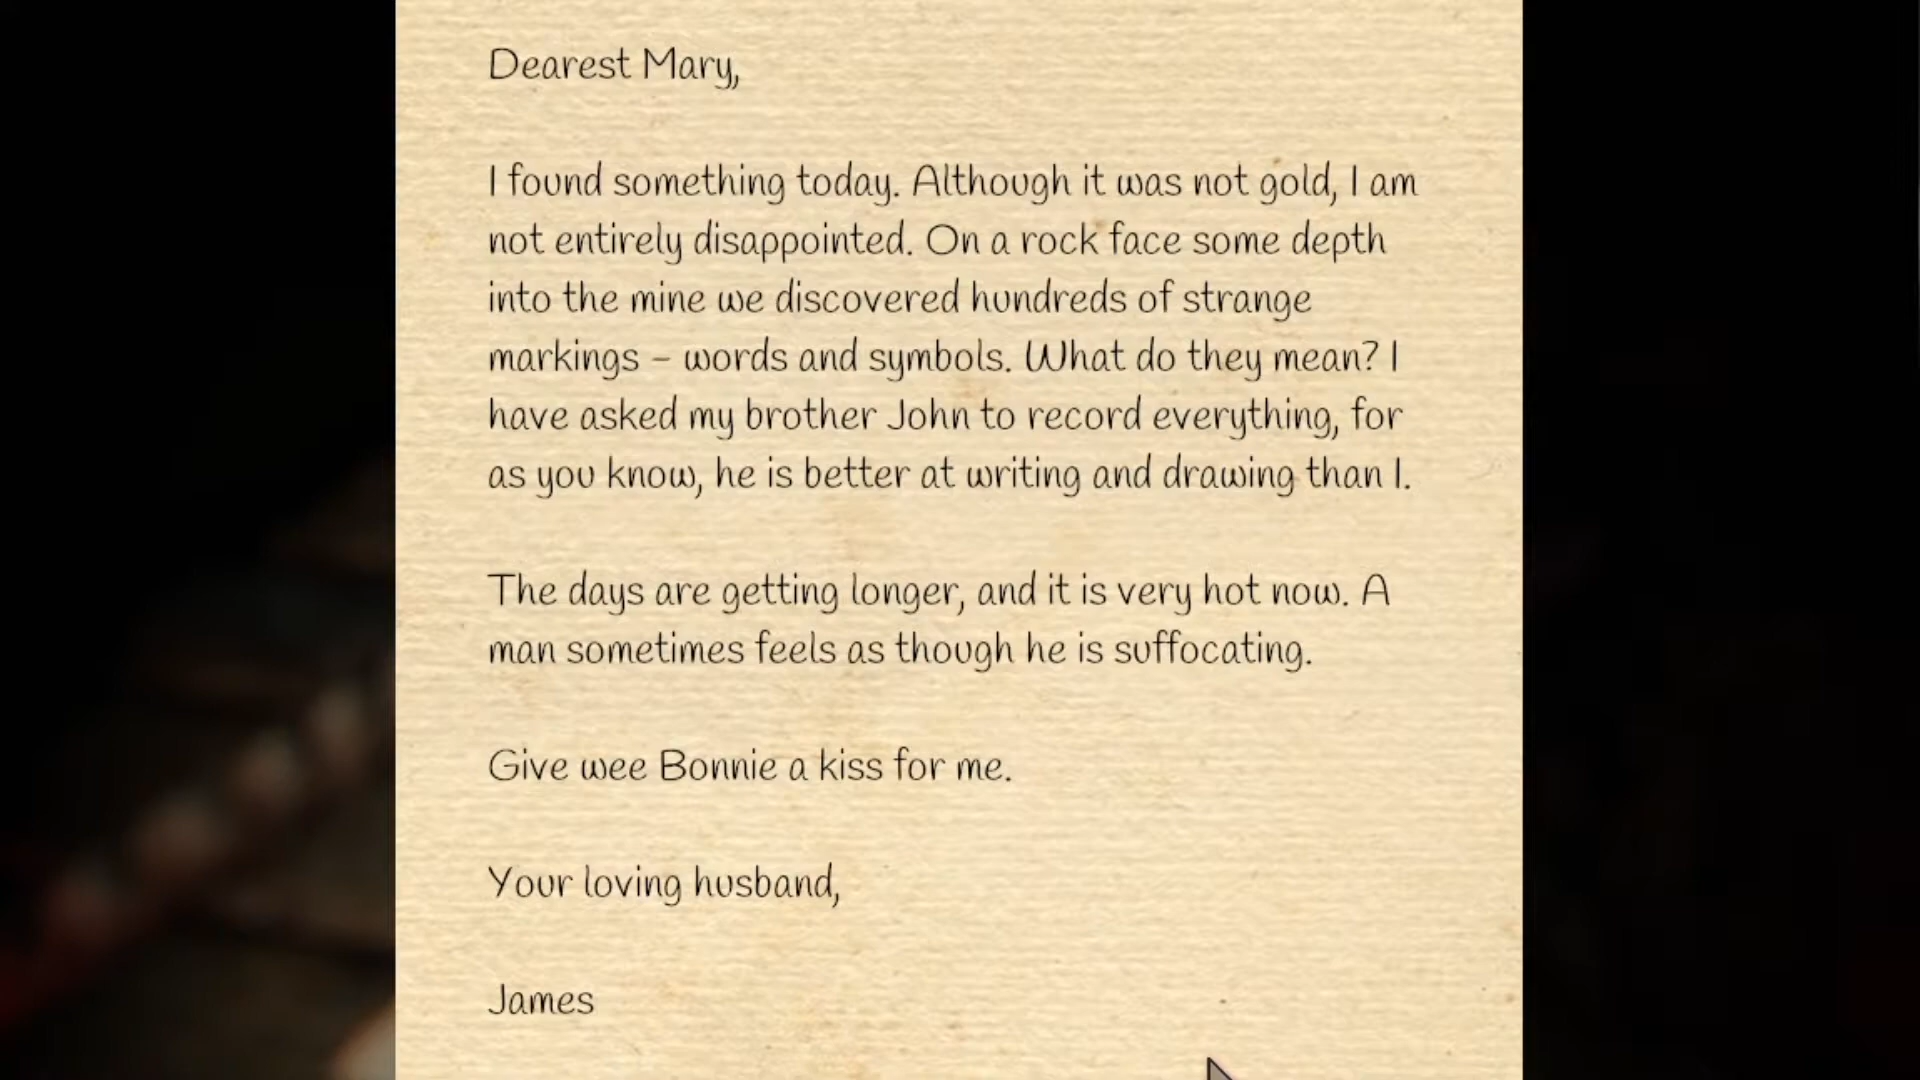 Dearest Mary,
I found something today. Although it was not gold, I am
not entirely disappointed. On a rock face some depth
into the mine we discovered hundreds of strange
markings – words and symbols. What do they mean? I
have asked my brother John to record everything, for
as you know, he is better at writing and drawing than I.
The days are getting longer, and it is very hot now. A
man sometimes feels as though he is suffocating.
Give wee Bonnie a kiss for me.
Your loving husband,
James